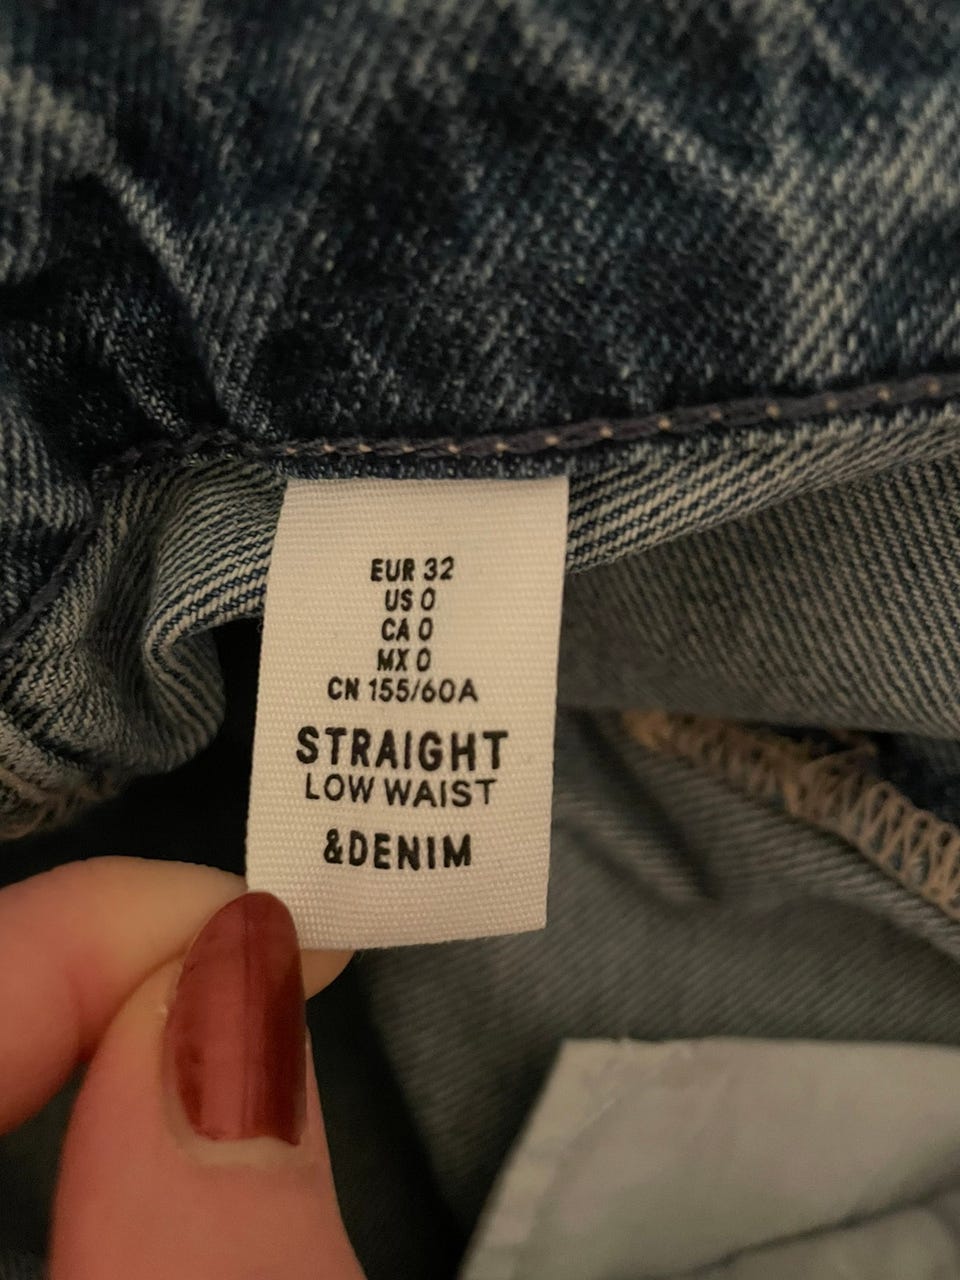 EUR 32
US 0
CA 0
MX 0
CN 155/60A
STRAIGHT
LOW WAIST
&DENIM